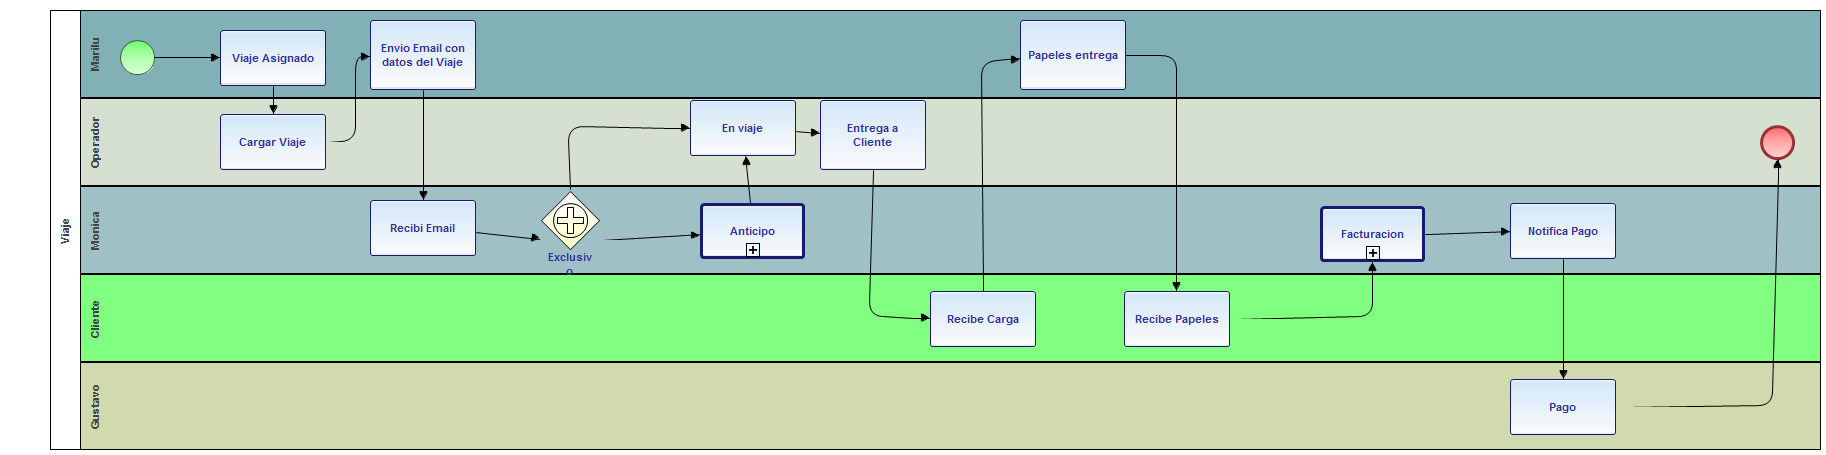 Viaje
Marilu
Viaje Asignado
Envio Email con
datos del Viaje
Papeles entrega
Operador
Cargar Viaje
En viaje
Entrega a
Cliente
Monica
Recibi Email
Exclusiv
o
Anticipo
Facturacion
Notifica Pago
Cliente
Recibe Carga
Recibe Papeles
Gustavo
Pago